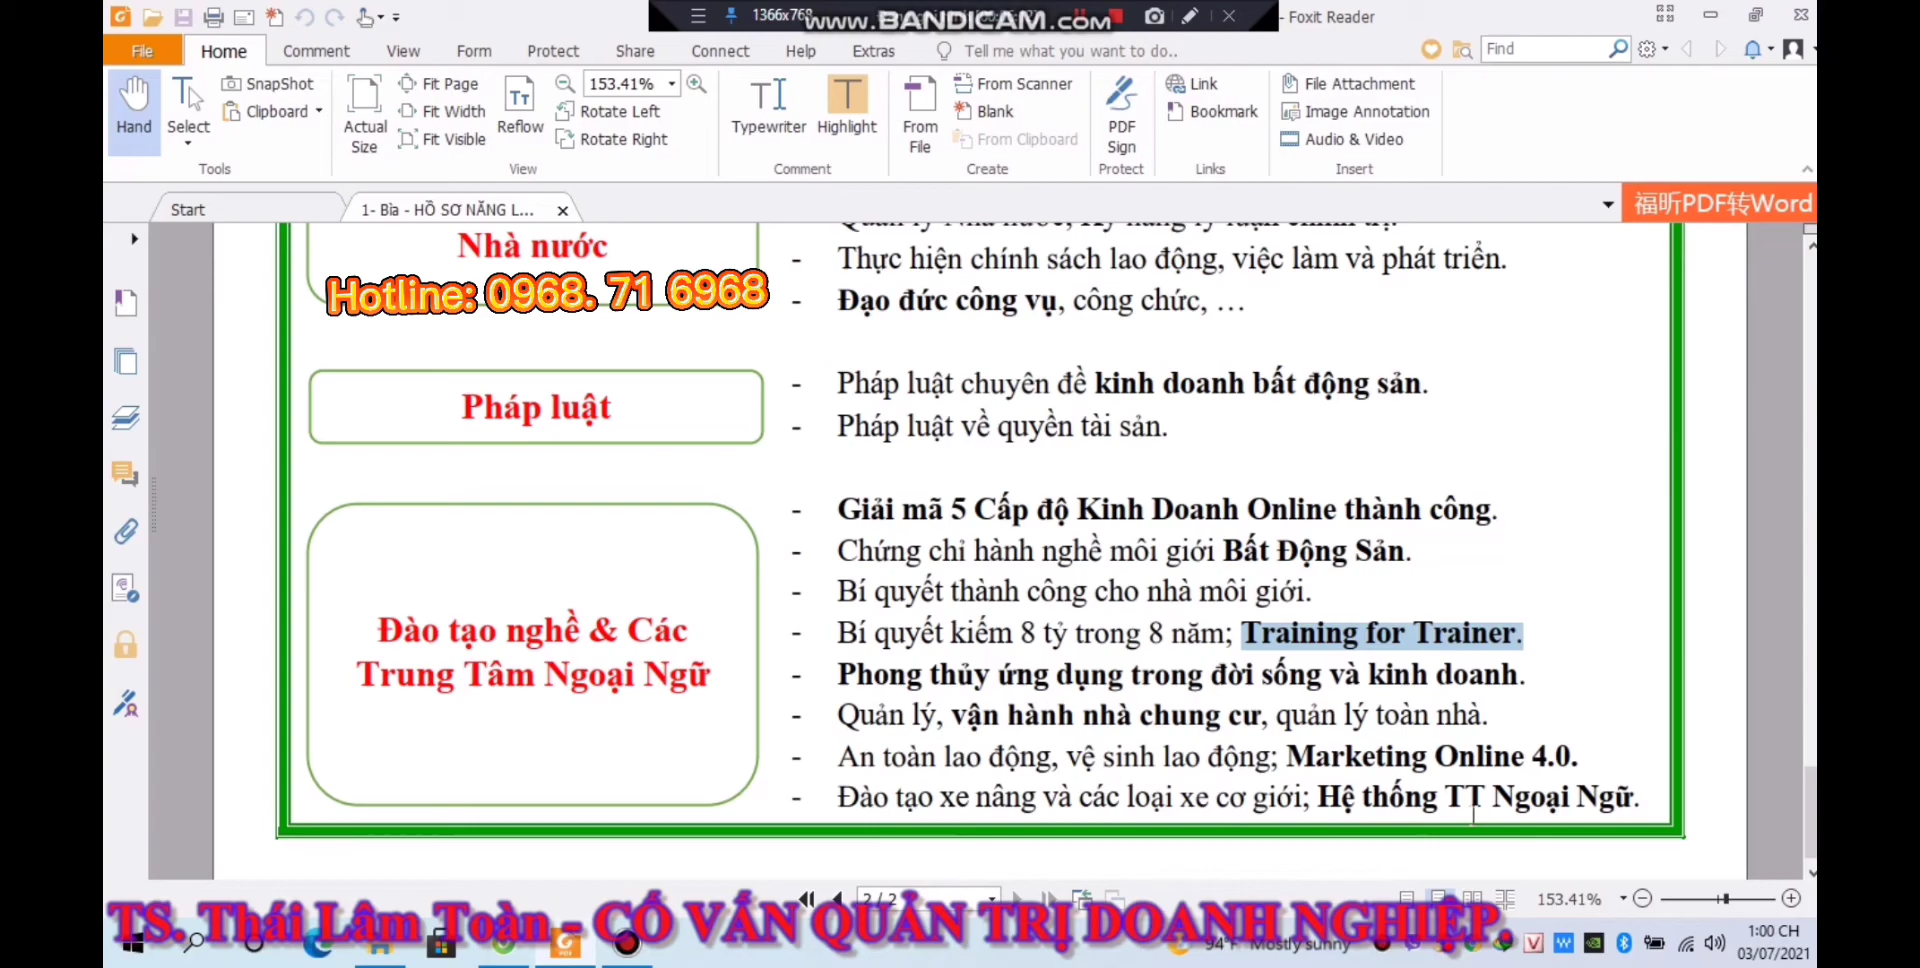 1366x768
www.BANDICAM.com
- Foxit Reader
File Home Comment View Form Protect Share Connect Help Extras Tell me what you want to do.. Find
Hand
Select
SnapShot
Clipboard
Tools
Actual Size
Fit Page
Fit Width
Fit Visible
Reflow
153.41%
Rotate Left
Rotate Right
View
Typewriter
Highlight
Comment
From File
From Scanner
Blank
From Clipboard
Create
PDF Sign
Protect
Link
Bookmark
Links
File Attachment
Image Annotation
Audio & Video
Insert
Start
1- Bìa - HỒ SƠ NĂNG L...
福昕PDF转Word
Nhà nước
Hotline: 0968. 71 6968
- Thực hiện chính sách lao động, việc làm và phát triển.
- Đạo đức công vụ, công chức, …
Pháp luật
- Pháp luật chuyên đề kinh doanh bất động sản.
- Pháp luật về quyền tài sản.
Đào tạo nghề & Các
Trung Tâm Ngoại Ngữ
- Giải mã 5 Cấp độ Kinh Doanh Online thành công.
- Chứng chỉ hành nghề môi giới Bất Động Sản.
- Bí quyết thành công cho nhà môi giới.
- Bí quyết kiếm 8 tỷ trong 8 năm; Training for Trainer.
- Phong thủy ứng dụng trong đời sống và kinh doanh.
- Quản lý, vận hành nhà chung cư, quản lý toàn nhà.
- An toàn lao động, vệ sinh lao động; Marketing Online 4.0.
- Đào tạo xe nâng và các loại xe cơ giới; Hệ thống TT Ngoại Ngữ.
2 / 2
153.41%
TS. Thái Lâm Toàn - CỐ VẤN QUẢN TRỊ DOANH NGHIỆP.
94°F Mostly sunny
1:00 CH
03/07/2021